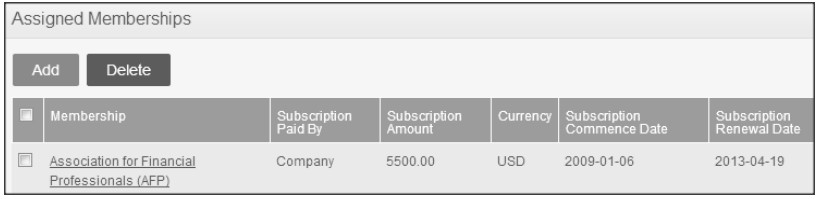 Assigned Memberships
Add Delete
Membership Subscription Paid By Subscription Amount Currency Subscription Commence Date Subscription Renewal Date
Association for Financial Professionals (AFP) Company 5500.00 USD 2009-01-06 2013-04-19